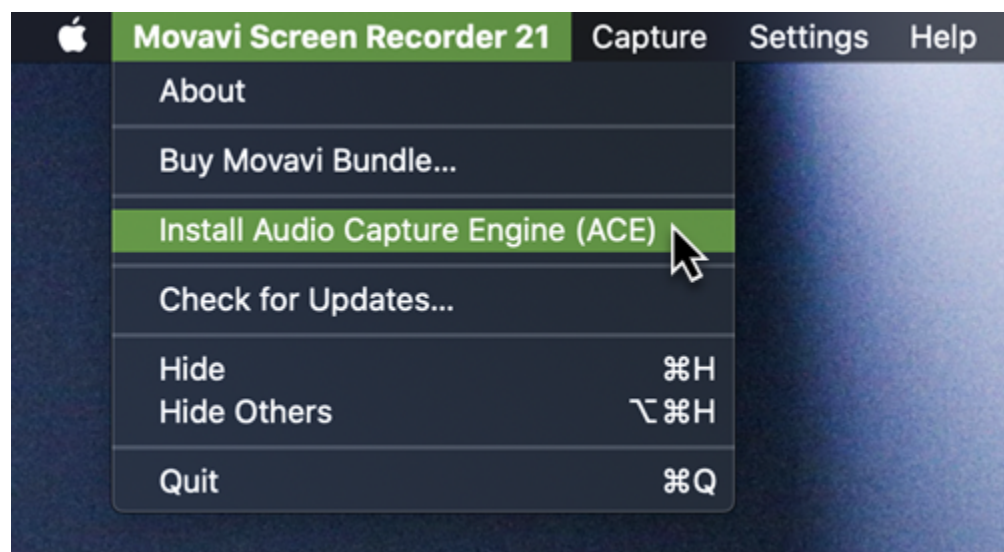 Movavi Screen Recorder 21 Capture Settings Help
About
Buy Movavi Bundle...
Install Audio Capture Engine (ACE)
Check for Updates...
Hide ⌘H
Hide Others ⌥⌘H
Quit ⌘Q